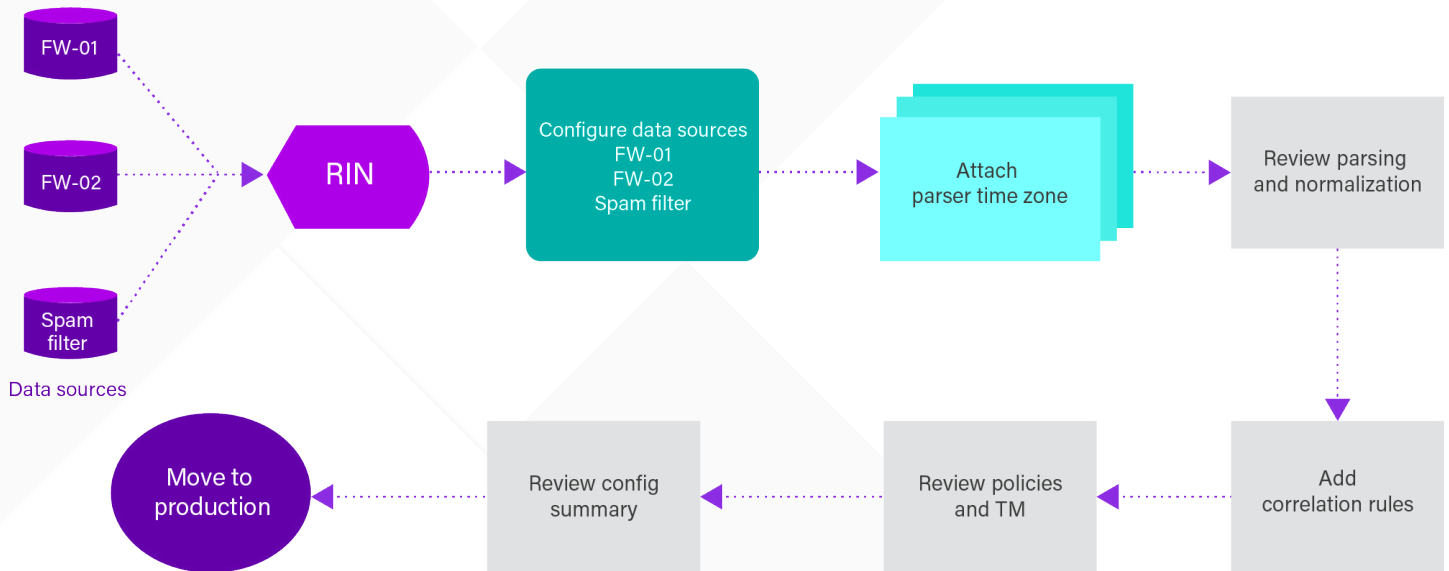 FW-01
FW-02
Spam
filter
Data sources
RIN
Configure data sources
FW-01
FW-02
Spam filter
Attach
parser time zone
Review parsing
and normalization
Add
correlation rules
Review policies
and TM
Review config
summary
Move to
production